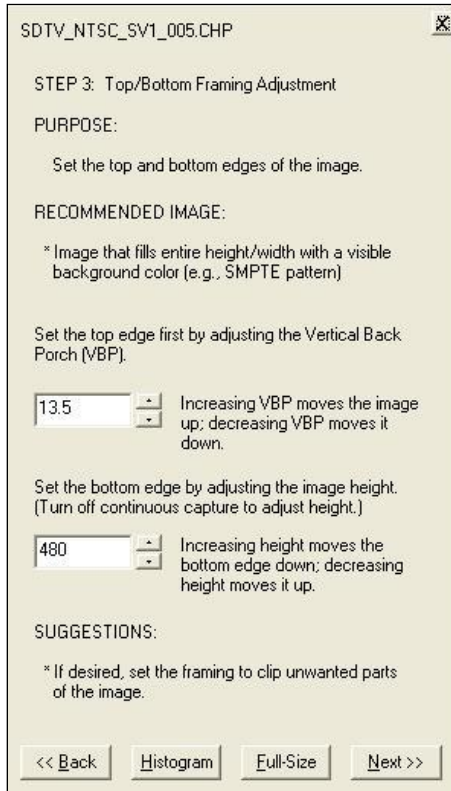 SDTV_NTSC_SV1_005.CHP
STEP 3: Top/Bottom Framing Adjustment
PURPOSE:
Set the top and bottom edges of the image.
RECOMMENDED IMAGE:
* Image that fills entire height/width with a visible
background color (e.g., SMPTE pattern)
Set the top edge first by adjusting the Vertical Back
Porch (VBP).
13.5
Increasing VBP moves the image
up; decreasing VBP moves it
down.
Set the bottom edge by adjusting the image height.
(Turn off continuous capture to adjust height.)
480
Increasing height moves the
bottom edge down; decreasing
height moves it up.
SUGGESTIONS:
* If desired, set the framing to clip unwanted parts
of the image.
<< Back Histogram Full-Size Next >>